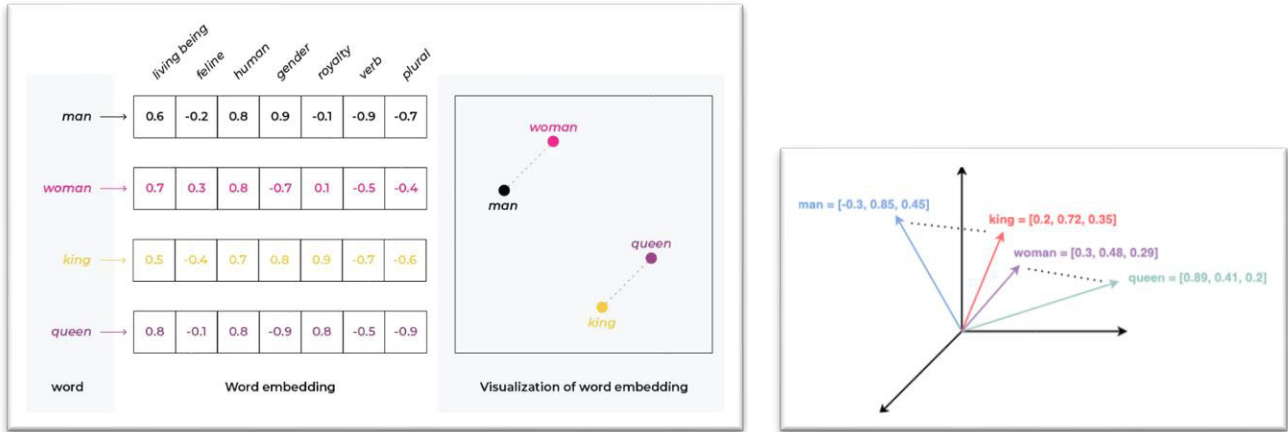 living being feline human gender royalty verb plural
man 0.6 -0.2 0.8 0.9 -0.1 -0.9 -0.7
woman 0.7 0.3 0.8 -0.7 0.1 -0.5 -0.4
king 0.5 -0.4 0.7 0.8 0.9 -0.7 -0.6
queen 0.8 -0.1 0.8 -0.9 0.8 -0.5 -0.9
word Word embedding
woman
man
queen
king
Visualization of word embedding
man = [-0.3, 0.85, 0.45]
king = [0.2, 0.72, 0.35]
woman = [0.3, 0.48, 0.29]
queen = [0.89, 0.41, 0.2]